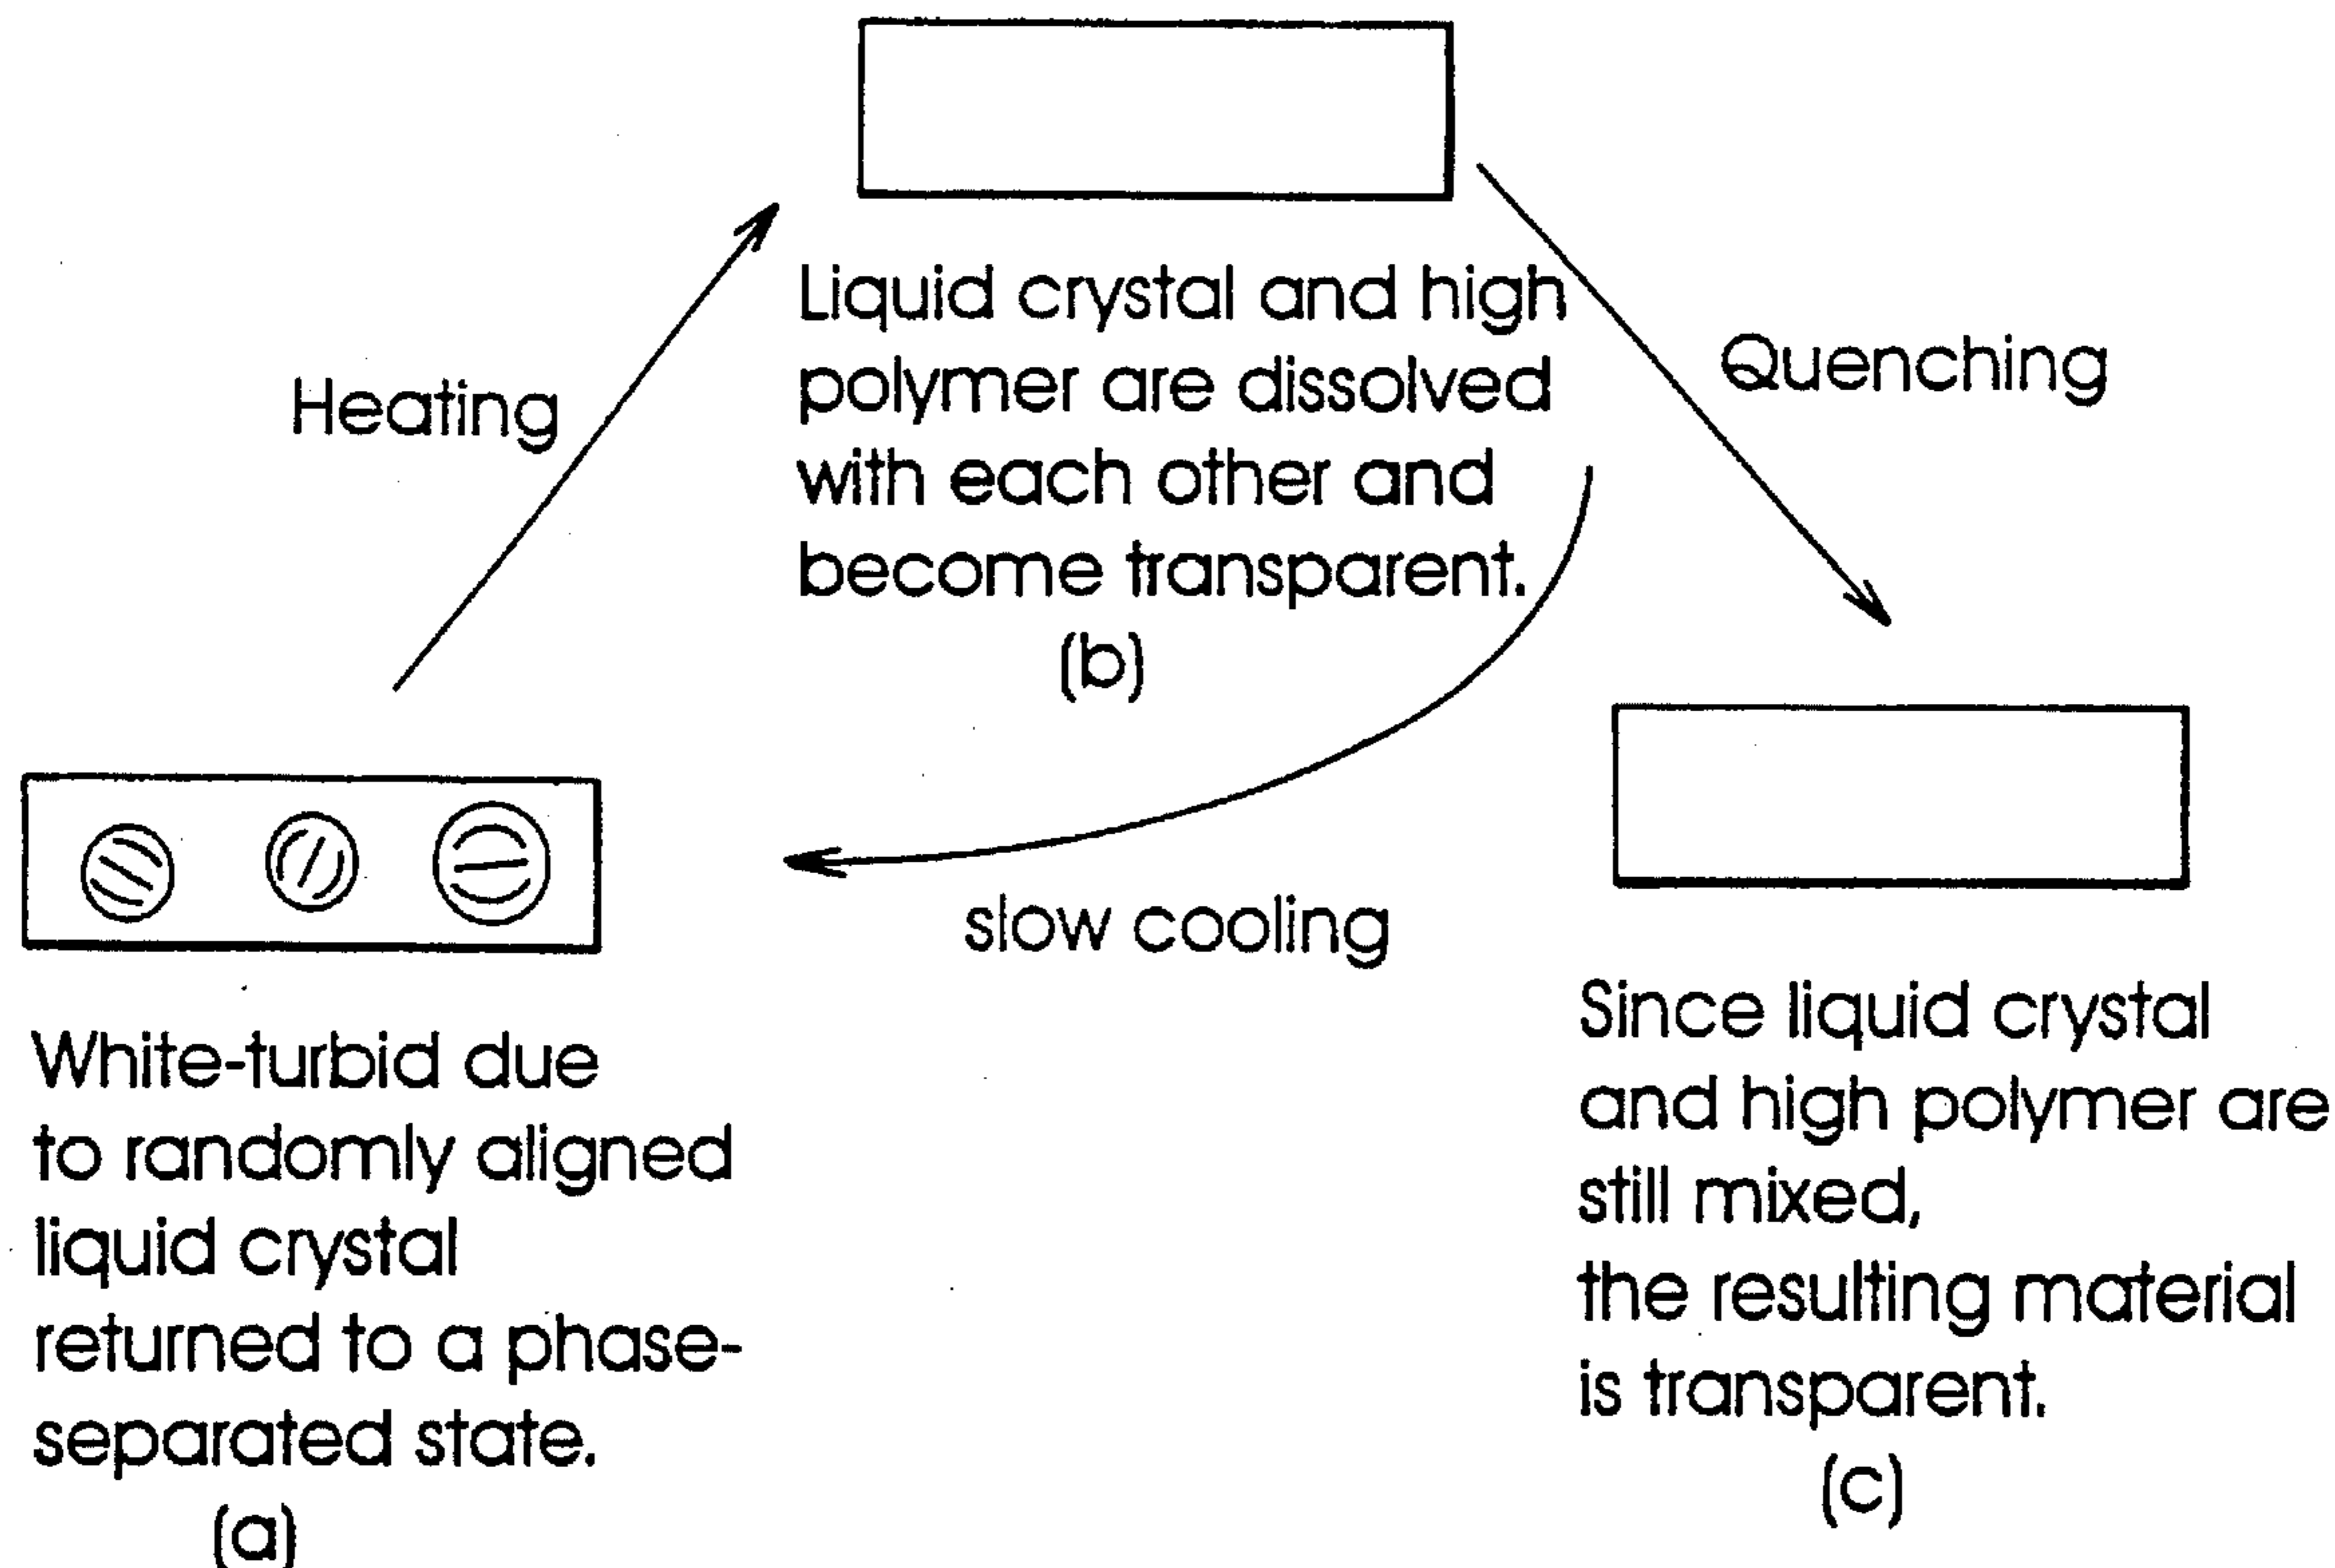 Heating
Liquid crystal and high
polymer are dissolved
with each other and
become transparent.
(b)
Quenching
slow cooling
White-turbid due
to randomly aligned
liquid crystal
returned to a phase-
separated state.
(a)
Since liquid crystal
and high polymer are
still mixed,
the resulting material
is transparent.
(c)